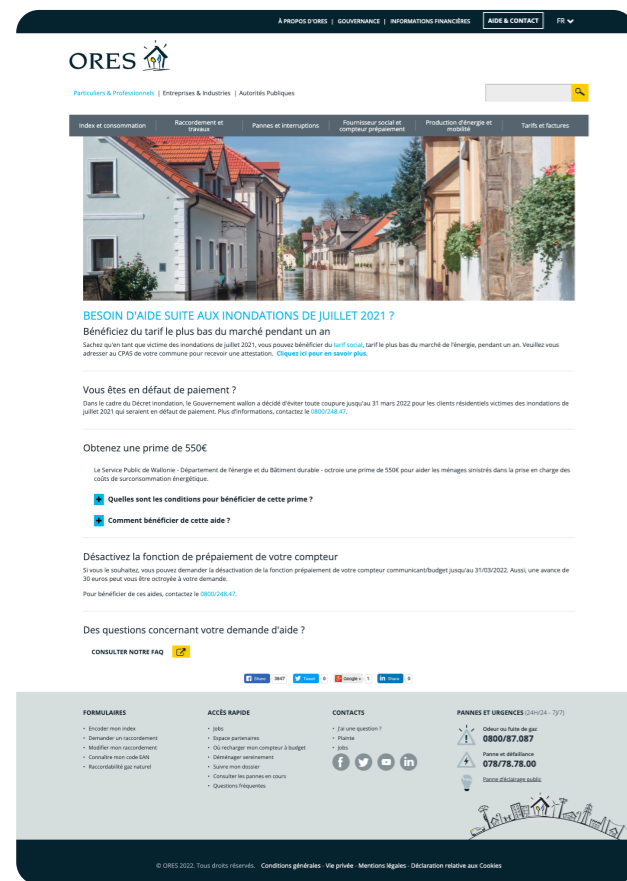 À PROPOS D'ORES | GOUVERNANCE | INFORMATIONS FINANCIÈRES AIDE & CONTACT FR
ORES
Particuliers & Professionnels | Entreprises & Industries | Autorités Publiques
Index et consommation
Raccordement et travaux
Pannes et interruptions
Fournisseur social et compteur prépaiement
Production d'énergie et mobilité
Tarifs et factures
BESOIN D'AIDE SUITE AUX INONDATIONS DE JUILLET 2021 ?
Bénéficiez du tarif le plus bas du marché pendant un an
Sachez qu'en tant que victime des inondations de juillet 2021, vous pouvez bénéficier du tarif social, tarif le plus bas du marché de l'énergie, pendant un an. Veuillez vous
adresser au CPAS de votre commune pour recevoir une attestation. Cliquez ici pour en savoir plus.
Vous êtes en défaut de paiement ?
Dans le cadre du Décret inondation, le Gouvernement wallon a décidé d'éviter toute coupure jusqu'au 31 mars 2022 pour les clients résidentiels victimes des inondations de
juillet 2021 qui seraient en défaut de paiement. Plus d'informations, contactez le 0800/248.47.
Obtenez une prime de 550€
Le Service Public de Wallonie - Département de l'énergie et du Bâtiment durable - octroie une prime de 550€ pour aider les ménages sinistrés dans la prise en charge des
coûts de surconsommation énergétique.
Quelles sont les conditions pour bénéficier de cette prime ?
Comment bénéficier de cette aide ?
Désactivez la fonction de prépaiement de votre compteur
Si vous le souhaitez, vous pouvez demander la désactivation de la fonction prépaiement de votre compteur communicant/budget jusqu'au 31/03/2022. Aussi, une avance de
30 euros peut vous être octroyée à votre demande.
Pour bénéficier de ces aides, contactez le 0800/248.47.
Des questions concernant votre demande d'aide ?
CONSULTER NOTRE FAQ
Share 3847 Tweet 0 Google + 1 Share 0
FORMULAIRES
• Encoder mon index
• Demander un raccordement
• Modifier mon raccordement
• Connaître mon code EAN
• Raccordabilité gaz naturel
ACCÈS RAPIDE
• Jobs
• Espace partenaires
• Où recharger mon compteur à budget
• Déménager sereinement
• Suivre mon dossier
• Consulter les pannes en cours
• Questions fréquentes
CONTACTS
• J'ai une question ?
• Plainte
• Jobs
PANNES ET URGENCES (24H/24 - 7J/7)
Odeur ou fuite de gaz
0800/87.087
Panne et défaillance
078/78.78.00
Panne d'éclairage public
© ORES 2022. Tous droits réservés. Conditions générales - Vie privée - Mentions légales - Déclaration relative aux Cookies